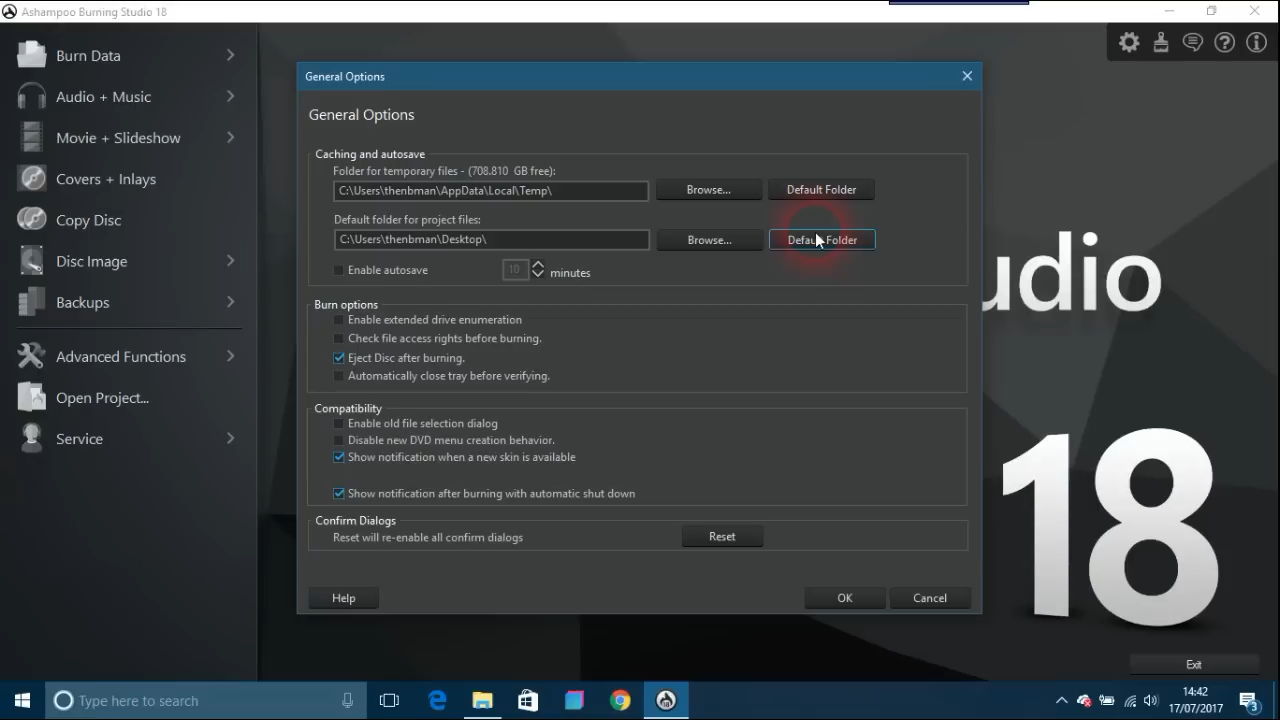 Ashampoo Burning Studio 18
Burn Data
Audio + Music
Movie + Slideshow
Covers + Inlays
Copy Disc
Disc Image
Backups
Advanced Functions
Open Project...
Service
General Options
General Options
Caching and autosave
Folder for temporary files - (708.810 GB free):
C:\Users\thenbman\AppData\Local\Temp\ Browse... Default Folder
Default folder for project files:
C:\Users\thenbman\Desktop\ Browse... Default Folder
Enable autosave 10 minutes
Burn options
Enable extended drive enumeration
Check file access rights before burning.
Eject Disc after burning.
Automatically close tray before verifying.
Compatibility
Enable old file selection dialog
Disable new DVD menu creation behavior.
Show notification when a new skin is available
Show notification after burning with automatic shut down
Confirm Dialogs
Reset will re-enable all confirm dialogs Reset
Help OK Cancel
udio
18
Exit
Type here to search
14:42
17/07/2017
3